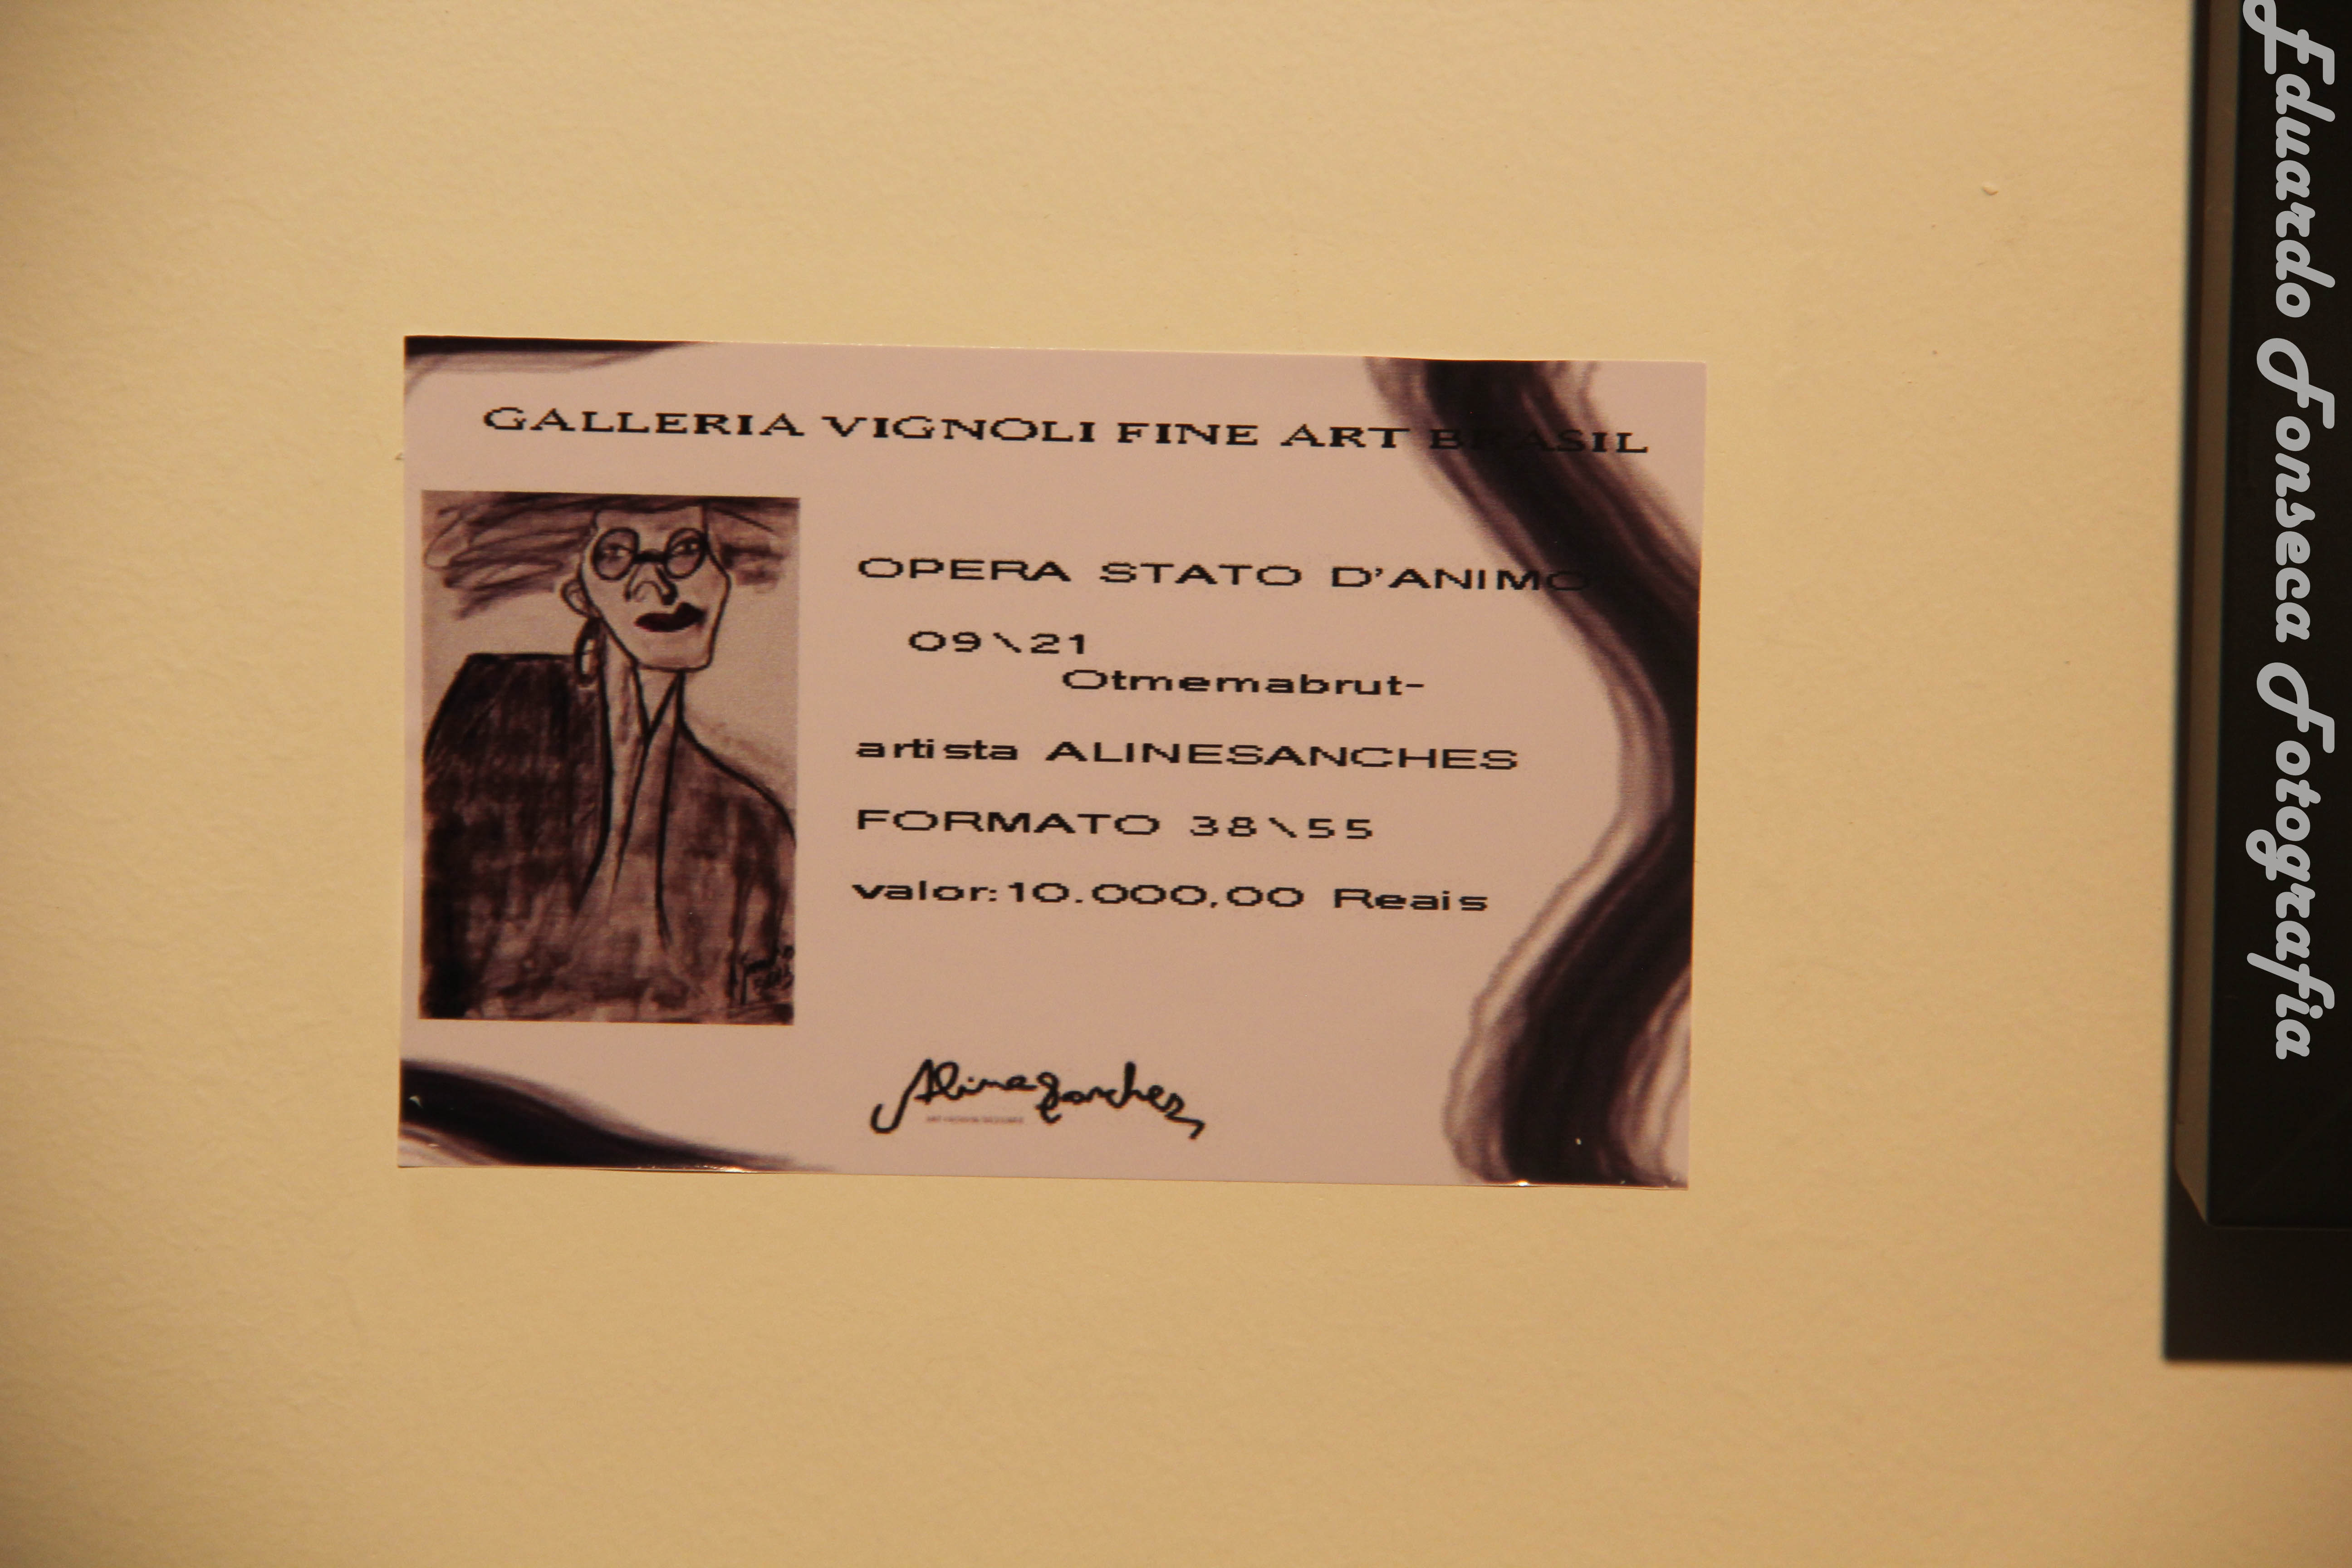 GALLERIA VIGNOLI FINE ART BRASIL
OPERA STATO D'ANIMO
09\21
Otmemabrut-
artista ALINESANCHES
FORMATO 38\55
valor:10.000,00 Reais
AlineSanches
Eduardo Fonseca Fotografia